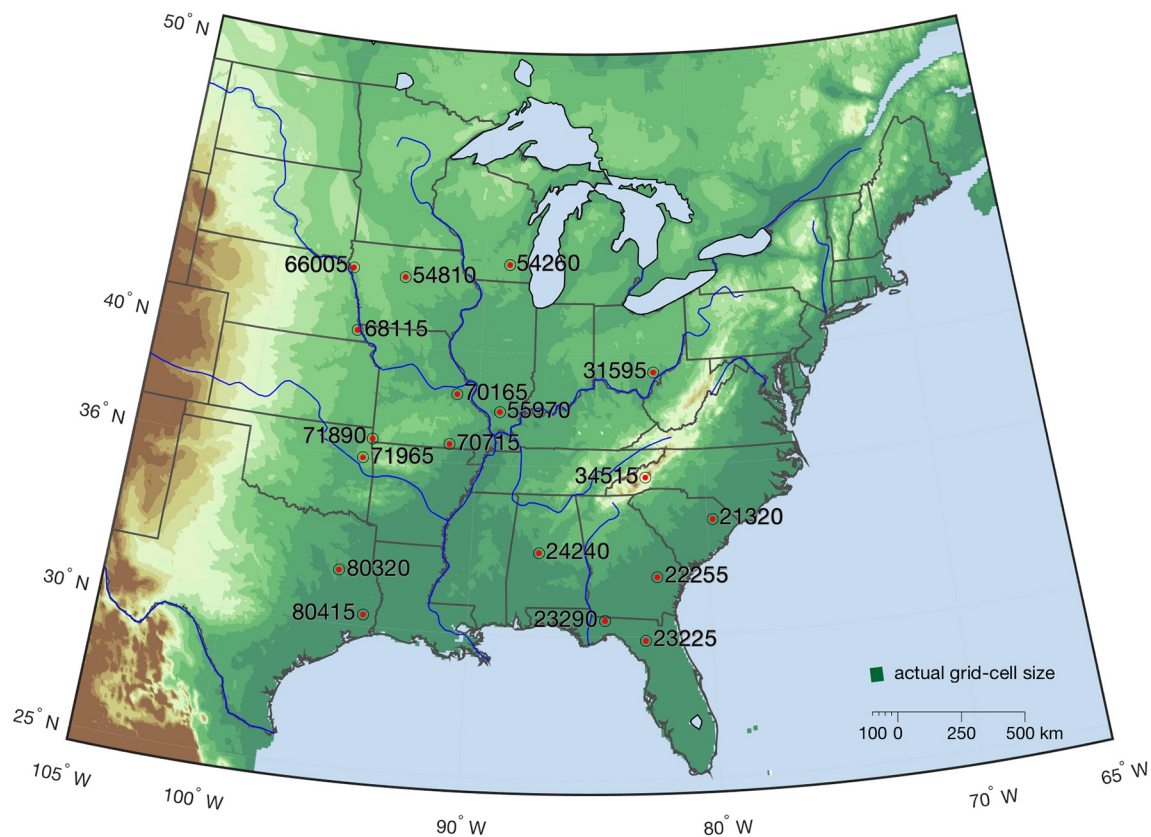 50° N
66005
54810
54260
40° N
68115
31595
70165
55970
36° N
71890
70715
71965
34515
21320
24240
80320
22255
30° N
80415
23290
23225
actual grid-cell size
25° N
100 0 250 500 km
105° W
100° W
90° W
80° W
70° W
65° W